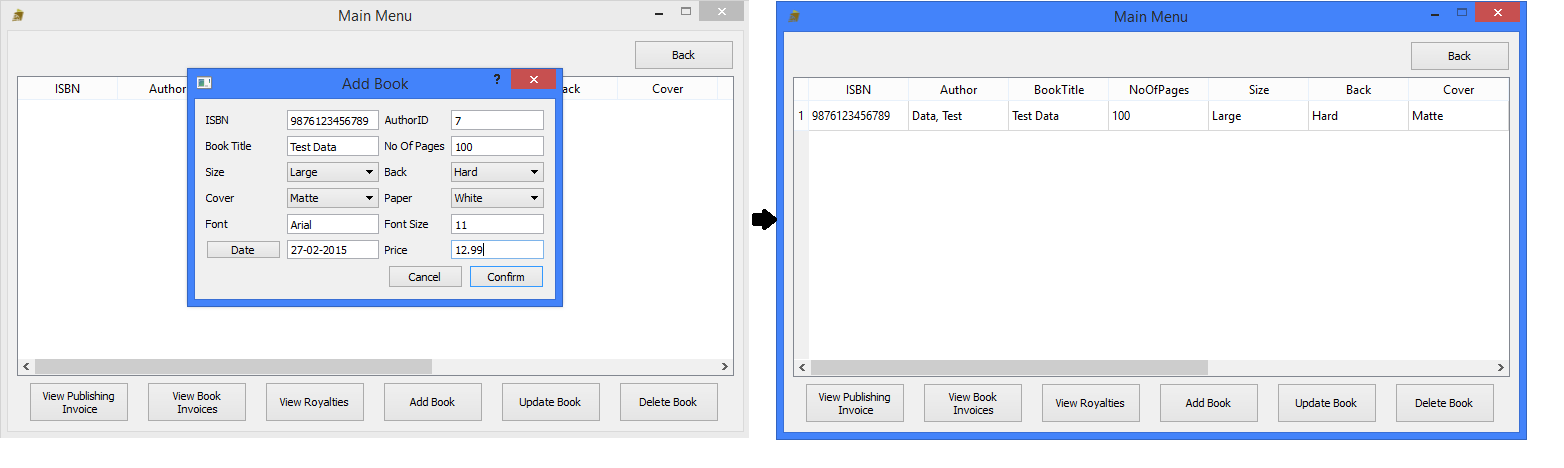 Main Menu
Back
ISBN Author ack Cover
Add Book ?
ISBN 9876123456789 AuthorID 7
Book Title Test Data No Of Pages 100
Size Large Back Hard
Cover Matte Paper White
Font Arial Font Size 11
Date 27-02-2015 Price 12.99
Cancel Confirm
View Publishing Invoice View Book Invoices View Royalties Add Book Update Book Delete Book
Main Menu
Back
ISBN Author BookTitle NoOfPages Size Back Cover
1 9876123456789 Data, Test Test Data 100 Large Hard Matte
View Publishing Invoice View Book Invoices View Royalties Add Book Update Book Delete Book